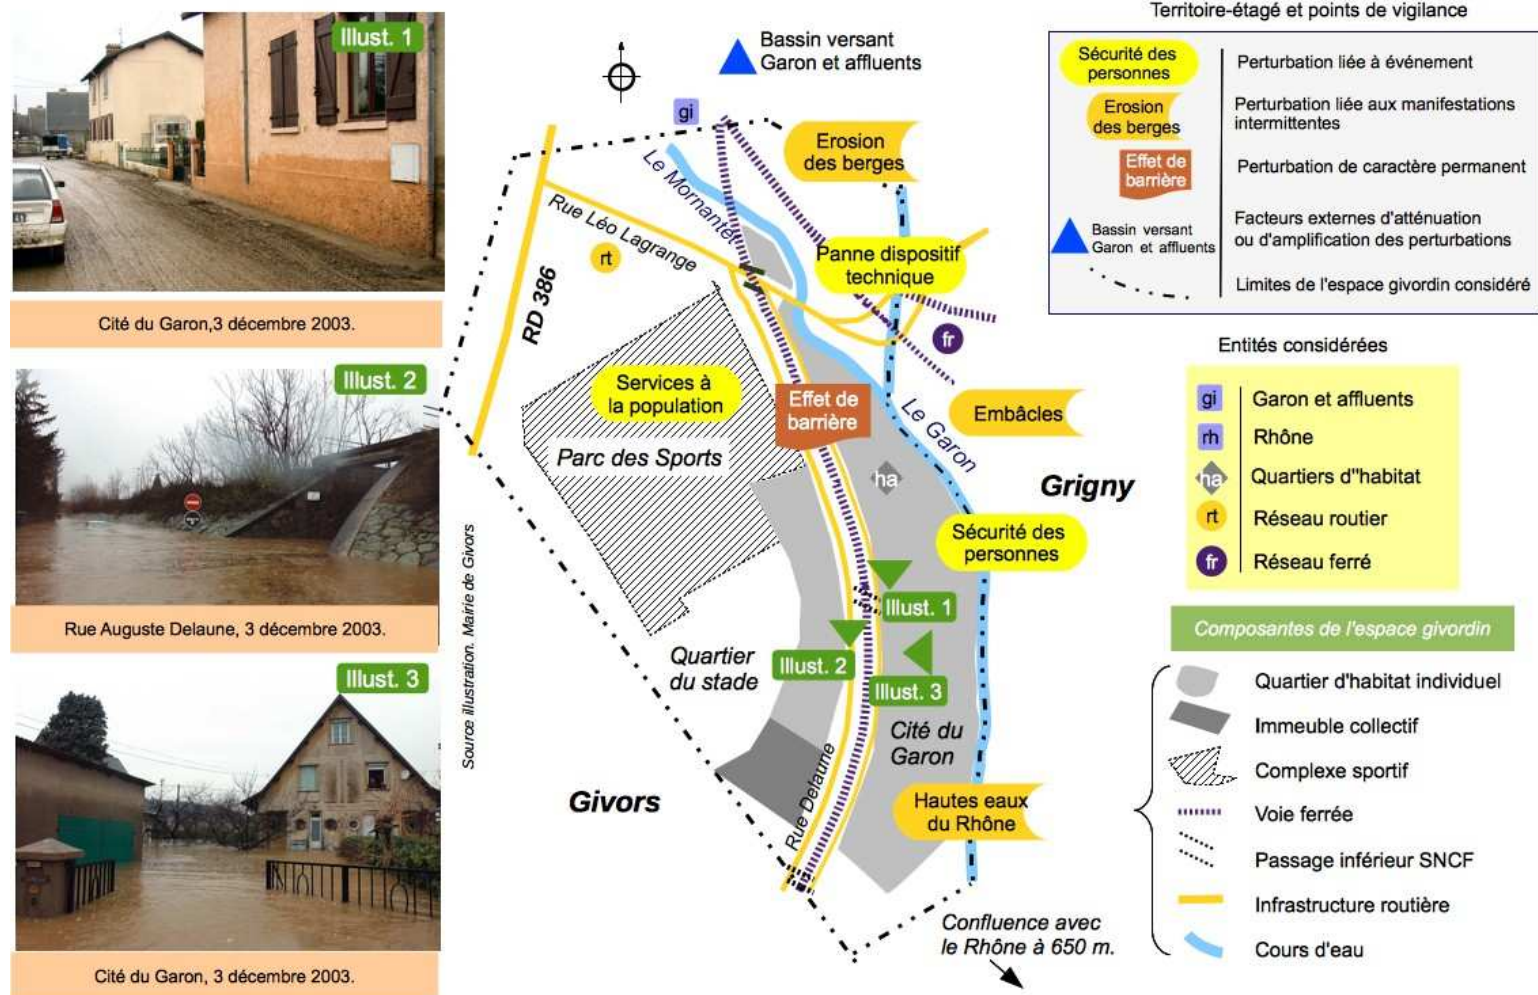 Illust. 1
Cité du Garon,3 décembre 2003.
Illust. 2
Rue Auguste Delaune, 3 décembre 2003.
Illust. 3
Cité du Garon, 3 décembre 2003.
Source illustration. Mairie de Givors
Bassin versant
Garon et affluents
gi
Erosion
des berges
Le Mornantet
Rue Léo Lagrange
rt
RD 386
Panne dispositif
technique
fr
Services à
la population
Effet de
barrière
Embâcles
Le Garon
Parc des Sports
ha
Grigny
Sécurité des
personnes
Illust. 1
Illust. 2
Illust. 3
Quartier
du stade
Cité du
Garon
Givors
Rue Delaune
Hautes eaux
du Rhône
Confluence avec
le Rhône à 650 m.
Territoire-étagé et points de vigilance
Sécurité des
personnes
Perturbation liée à événement
Erosion
des berges
Perturbation liée aux manifestations
intermittentes
Effet de
barrière
Perturbation de caractère permanent
Bassin versant
Garon et affluents
Facteurs externes d'atténuation
ou d'amplification des perturbations
Limites de l'espace givordin considéré
Entités considérées
gi Garon et affluents
rh Rhône
ha Quartiers d"habitat
rt Réseau routier
fr Réseau ferré
Composantes de l'espace givordin
Quartier d'habitat individuel
Immeuble collectif
Complexe sportif
Voie ferrée
Passage inférieur SNCF
Infrastructure routière
Cours d'eau